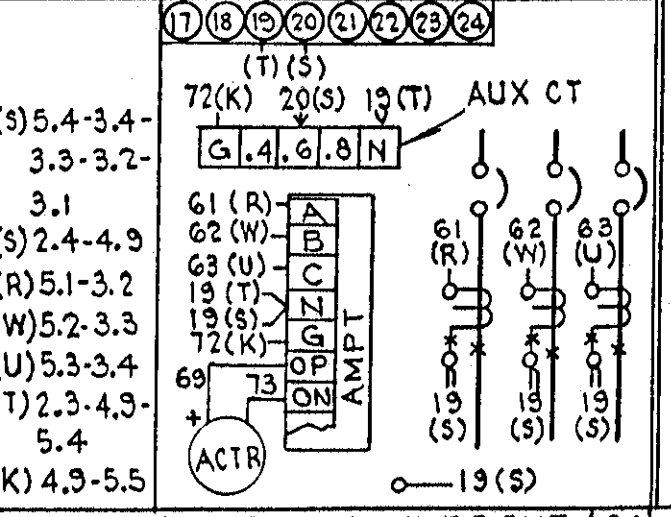 17 18 19 20 21 22 23 24
(T) (S)
72(K) 20(S) 19(T) AUX CT
G .4 .6 .8 N
(S) 5.4-3.4-
3.3-3.2-
3.1
(S) 2.4-4.9
(R) 5.1-3.2
(W) 5.2-3.3
(U) 5.3-3.4
(T) 2.3-4.9-
5.4
(K) 4.9-5.5
61 (R) A
62 (W) B
63 (U) C
19 (T) N
19 (S)
72(K) G
69 OP
73 ON
AMPT
+
ACTR
61 62 63
(R) (W) (U)
19 19 19
(S) (S) (S)
19(S)